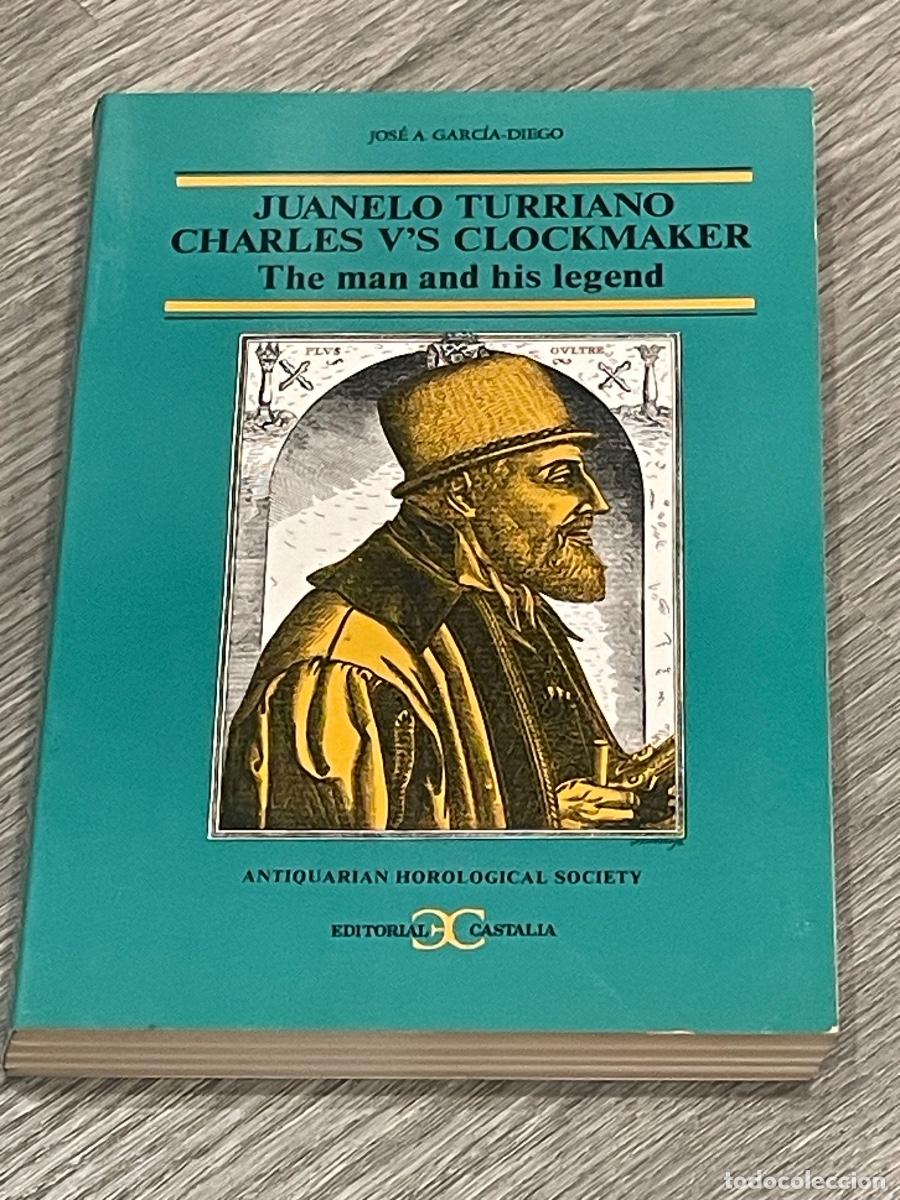 JOSÉ A. GARCÍA-DIEGO
JUANELO TURRIANO
CHARLES V'S CLOCKMAKER
The man and his legend
PLVS OVLTRE
ANTIQUARIAN HOROLOGICAL SOCIETY
EDITORIAL EC CASTALIA
todocoleccion